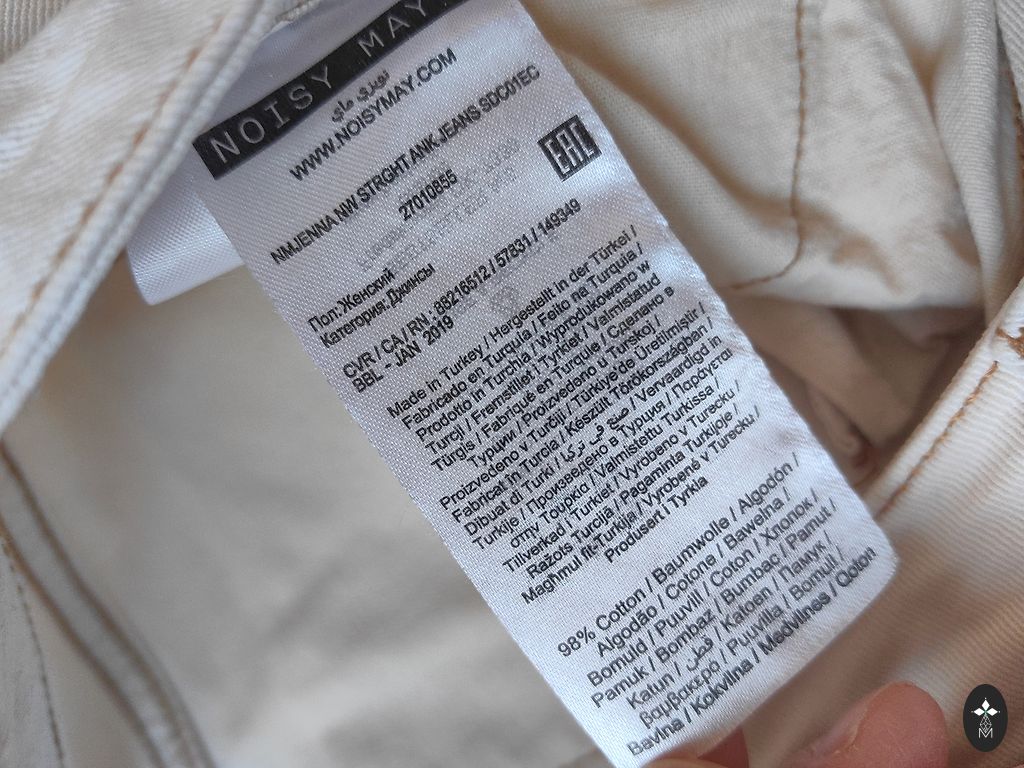 NOISY MAY.
نويزي ماي
WWW.NOISYMAY.COM
NMJENNA NW STRGHT ANK JEANS SDC01EC
27010855
EAC
Пол:Женский
Категория:Джинсы
CVR / CA / RN: 88216512 / 57831 / 149349
BBL - JAN 2019
Made in Turkey / Hergestellt in der Türkei /
Fabricado en Turquía / Feito na Turquia /
Prodotto in Turchia / Wyprodukowano w
Turcji / Fremstillet i Tyrkiet / Valmistatud
Türgis / Fabriqué en Turquie / Сделано в
Турции / Proizvedeno u Turskoj /
Proizvedeno v Turčiji / Türkiye'de Üretilmiştir /
Fabricat în Turcia / Készült Törökországban /
Dibuat di Turki / صنع في تركيا / Vervaardigd in
Turkije / Произведено в Турция / Παράγεται
στην Τουρκίς / Valmistettu Turkissa /
Tillverkad i Turkiet / Vyrobeno v Turecku /
Ražots Turcijā / Pagaminta Turkijoje /
Magħmul fit-Turkija / Vyrobené v Turecku /
Produsert i Tyrkia
98% Cotton / Baumwolle / Algodón /
Algodão / Cotone / Bawełna /
Bomuld / Puuvill / Coton / Хлопок /
Pamuk / Bombaz / Bumbac / Pamut /
Katun / قطن / Katoen / Памук /
βαμβακερό / Puuvilla / Bomull /
Bavlna / Kokvilna / Medvilnės / Qoton
M